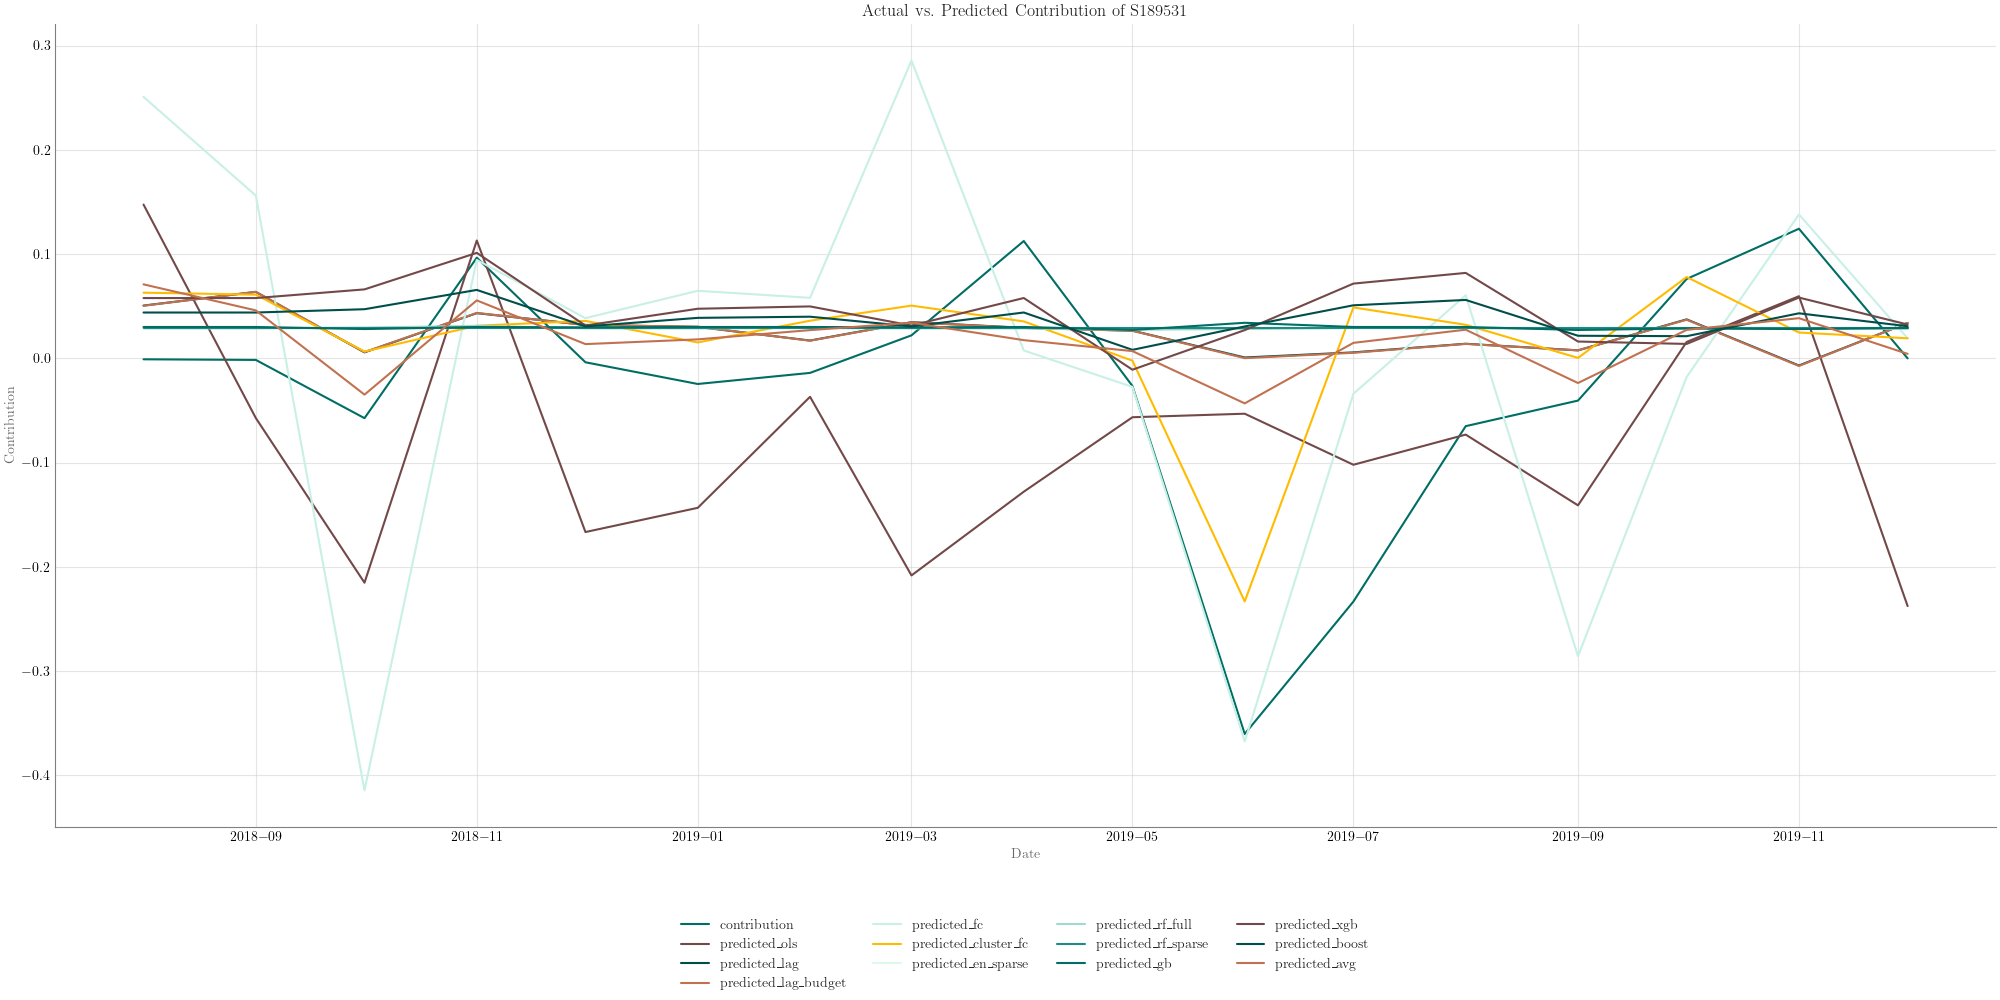 Actual vs. Predicted Contribution of S189531
0.3
0.2
0.1
0.0
−0.1
−0.2
−0.3
−0.4
Contribution
2018−09 2018−11 2019−01 2019−03 2019−05 2019−07 2019−09 2019−11
Date
contribution predicted_fc predicted_rf_full predicted_xgb
predicted_ols predicted_cluster_fc predicted_rf_sparse predicted_boost
predicted_lag predicted_en_sparse predicted_gb predicted_avg
predicted_lag_budget